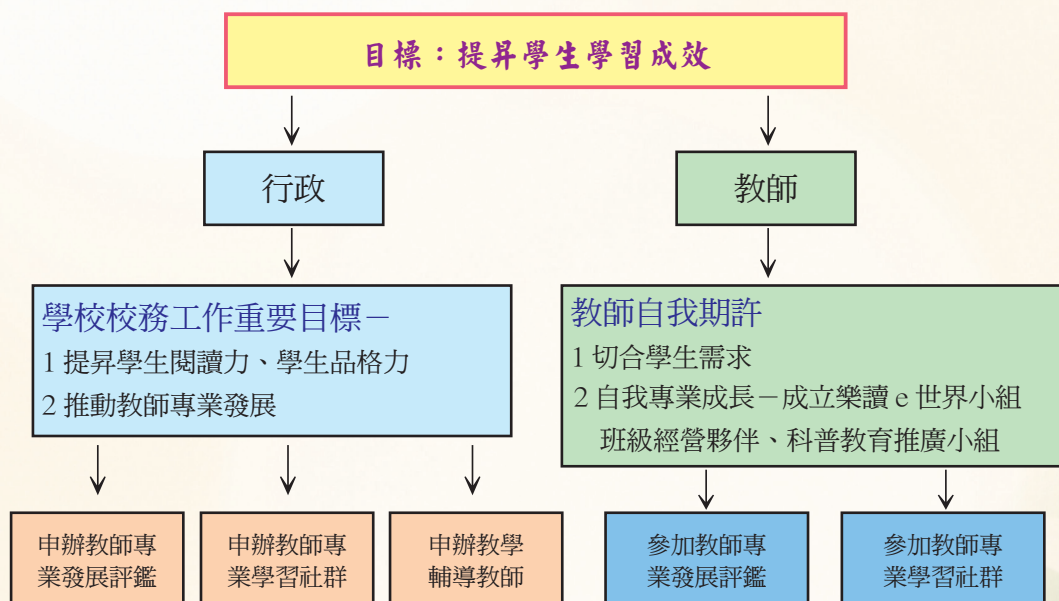 目標：提昇學生學習成效
行政
教師
學校校務工作重要目標－
1 提昇學生閱讀力、學生品格力
2 推動教師專業發展
教師自我期許
1 切合學生需求
2 自我專業成長－成立樂讀 e 世界小組
班級經營夥伴、科普教育推廣小組
申辦教師專
業發展評鑑
申辦教師專
業學習社群
申辦教學
輔導教師
參加教師專
業發展評鑑
參加教師專
業學習社群